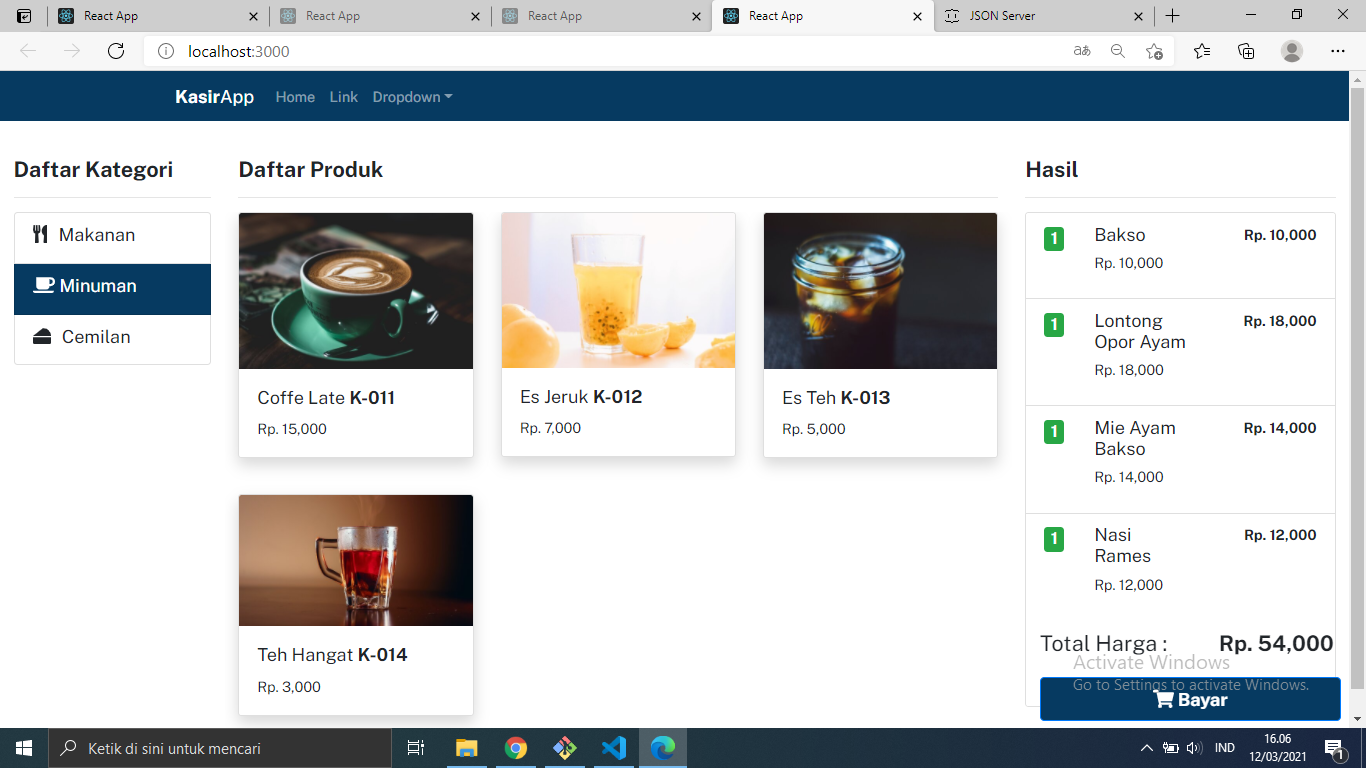 React App
React App
React App
React App
JSON Server
localhost:3000
aあ
KasirApp
Home
Link
Dropdown
Daftar Kategori
Makanan
Minuman
Cemilan
Daftar Produk
Coffe Late K-011
Rp. 15,000
Es Jeruk K-012
Rp. 7,000
Es Teh K-013
Rp. 5,000
Teh Hangat K-014
Rp. 3,000
Hasil
1
Bakso
Rp. 10,000
Rp. 10,000
1
Lontong
Opor Ayam
Rp. 18,000
Rp. 18,000
1
Mie Ayam
Bakso
Rp. 14,000
Rp. 14,000
1
Nasi
Rames
Rp. 12,000
Rp. 12,000
Total Harga :
Rp. 54,000
Activate Windows
Go to Settings to activate Windows.
Bayar
Ketik di sini untuk mencari
IND
16.06
12/03/2021
1